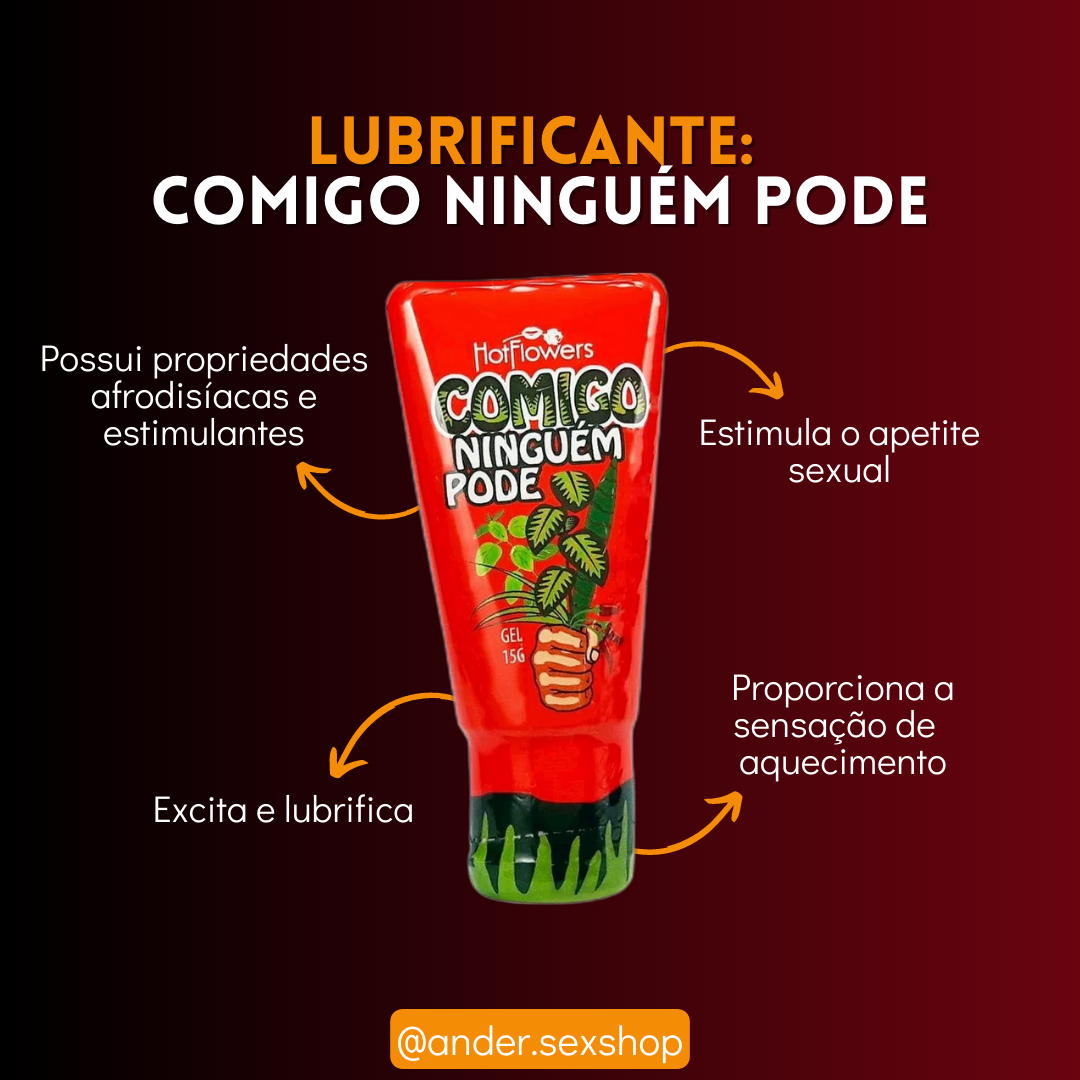 LUBRIFICANTE:
COMIGO NINGUÉM PODE
Possui propriedades
afrodisíacas e
estimulantes
HotFlowers
COMIGO
NINGUÉM
PODE
GEL
15G
Estimula o apetite
sexual
Excita e lubrifica
Proporciona a
sensação de
aquecimento
@ander.sexshop